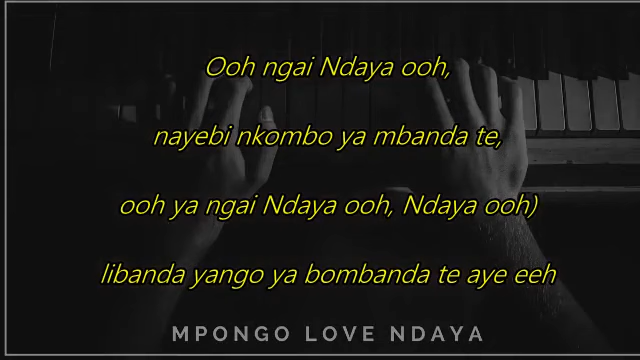 Ooh ngai Ndaya ooh,
nayebi nkombo ya mbanda te,
ooh ya ngai Ndaya ooh, Ndaya ooh)
libanda yango ya bombanda te aye eeh
MPONGO LOVE NDAYA